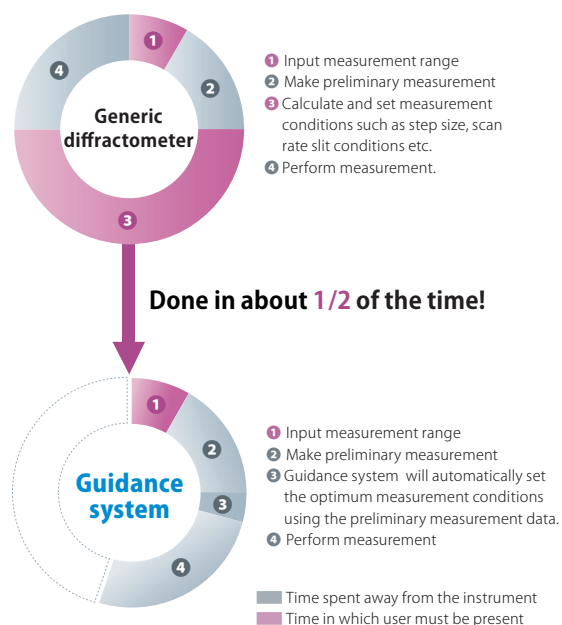 1
4
2
Generic
diffractometer
3
1 Input measurement range
2 Make preliminary measurement
3 Calculate and set measurement
conditions such as step size, scan
rate slit conditions etc.
4 Perform measurement.
Done in about 1/2 of the time!
1
2
Guidance
system
3
4
1 Input measurement range
2 Make preliminary measurement
3 Guidance system will automatically set
the optimum measurement conditions
using the preliminary measurement data.
4 Perform measurement
Time spent away from the instrument
Time in which user must be present